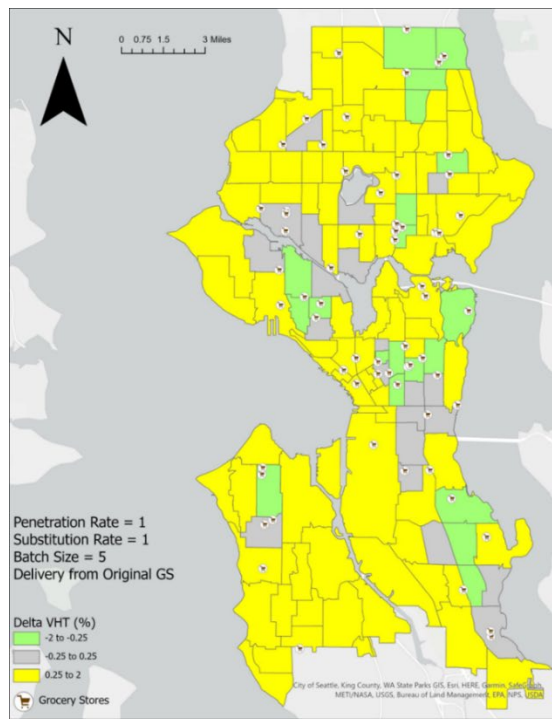 N
0 0.75 1.5 3 Miles
Penetration Rate = 1
Substitution Rate = 1
Batch Size = 5
Delivery from Original GS
Delta VHT (%)
-2 to -0.25
-0.25 to 0.25
0.25 to 2
Grocery Stores
City of Seattle, King County, WA State Parks GIS, Esri, HERE, Garmin, SafeGraph,
METI/NASA, USGS, Bureau of Land Management, EPA, NPS, USDA